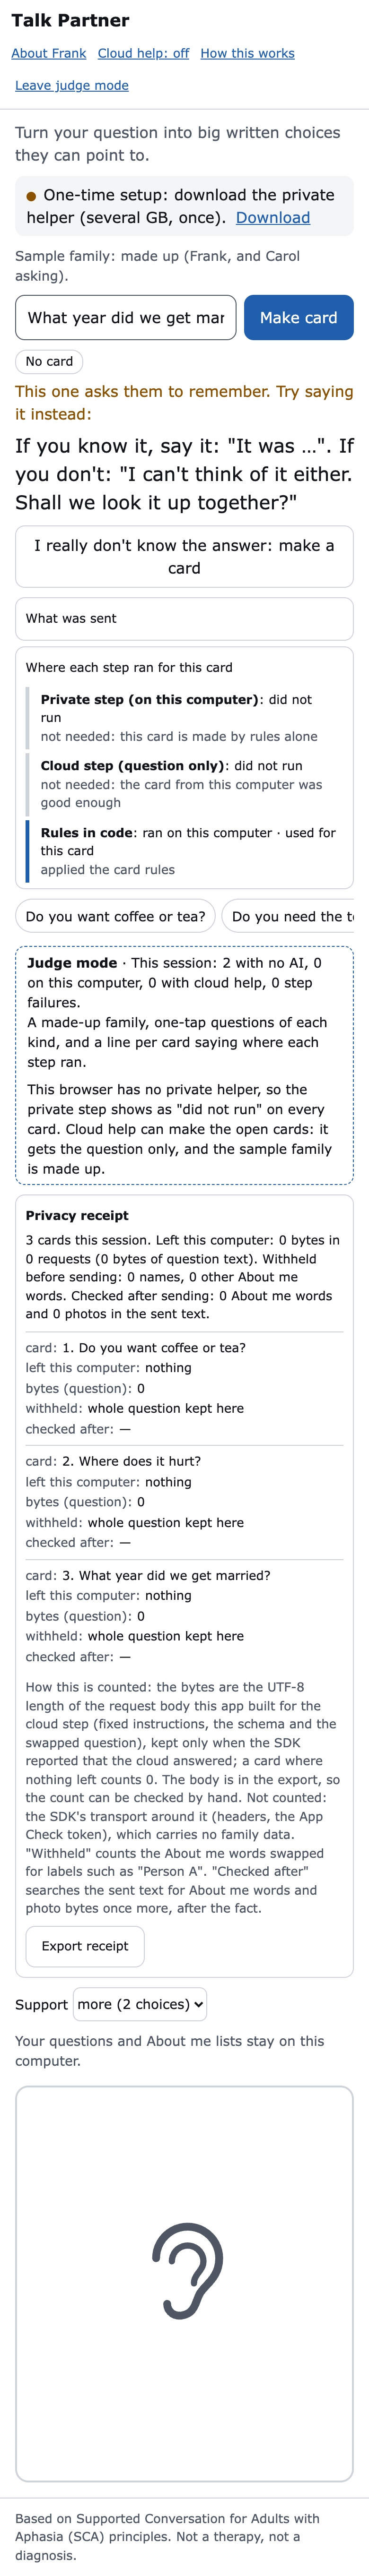 Talk Partner
About Frank Cloud help: off How this works
Leave judge mode
Turn your question into big written choices
they can point to.
One-time setup: download the private
helper (several GB, once). Download
Sample family: made up (Frank, and Carol
asking).
What year did we get mar
Make card
No card
This one asks them to remember. Try saying
it instead:
If you know it, say it: "It was ...". If
you don't: "I can't think of it either.
Shall we look it up together?"
I really don't know the answer: make a
card
What was sent
Where each step ran for this card
Private step (on this computer): did not
run
not needed: this card is made by rules alone
Cloud step (question only): did not run
not needed: the card from this computer was
good enough
Rules in code: ran on this computer · used for
this card
applied the card rules
Do you want coffee or tea? Do you need the t
Judge mode · This session: 2 with no AI, 0
on this computer, 0 with cloud help, 0 step
failures.
A made-up family, one-tap questions of each
kind, and a line per card saying where each
step ran.
This browser has no private helper, so the
private step shows as "did not run" on every
card. Cloud help can make the open cards: it
gets the question only, and the sample family
is made up.
Privacy receipt
3 cards this session. Left this computer: 0 bytes in
0 requests (0 bytes of question text). Withheld
before sending: 0 names, 0 other About me
words. Checked after sending: 0 About me words
and 0 photos in the sent text.
card: 1. Do you want coffee or tea?
left this computer: nothing
bytes (question): 0
withheld: whole question kept here
checked after: —
card: 2. Where does it hurt?
left this computer: nothing
bytes (question): 0
withheld: whole question kept here
checked after: —
card: 3. What year did we get married?
left this computer: nothing
bytes (question): 0
withheld: whole question kept here
checked after: —
How this is counted: the bytes are the UTF-8
length of the request body this app built for the
cloud step (fixed instructions, the schema and the
swapped question), kept only when the SDK
reported that the cloud answered; a card where
nothing left counts 0. The body is in the export, so
the count can be checked by hand. Not counted:
the SDK's transport around it (headers, the App
Check token), which carries no family data.
"Withheld" counts the About me words swapped
for labels such as "Person A". "Checked after"
searches the sent text for About me words and
photo bytes once more, after the fact.
Export receipt
Support more (2 choices)
Your questions and About me lists stay on this
computer.
Based on Supported Conversation for Adults with
Aphasia (SCA) principles. Not a therapy, not a
diagnosis.